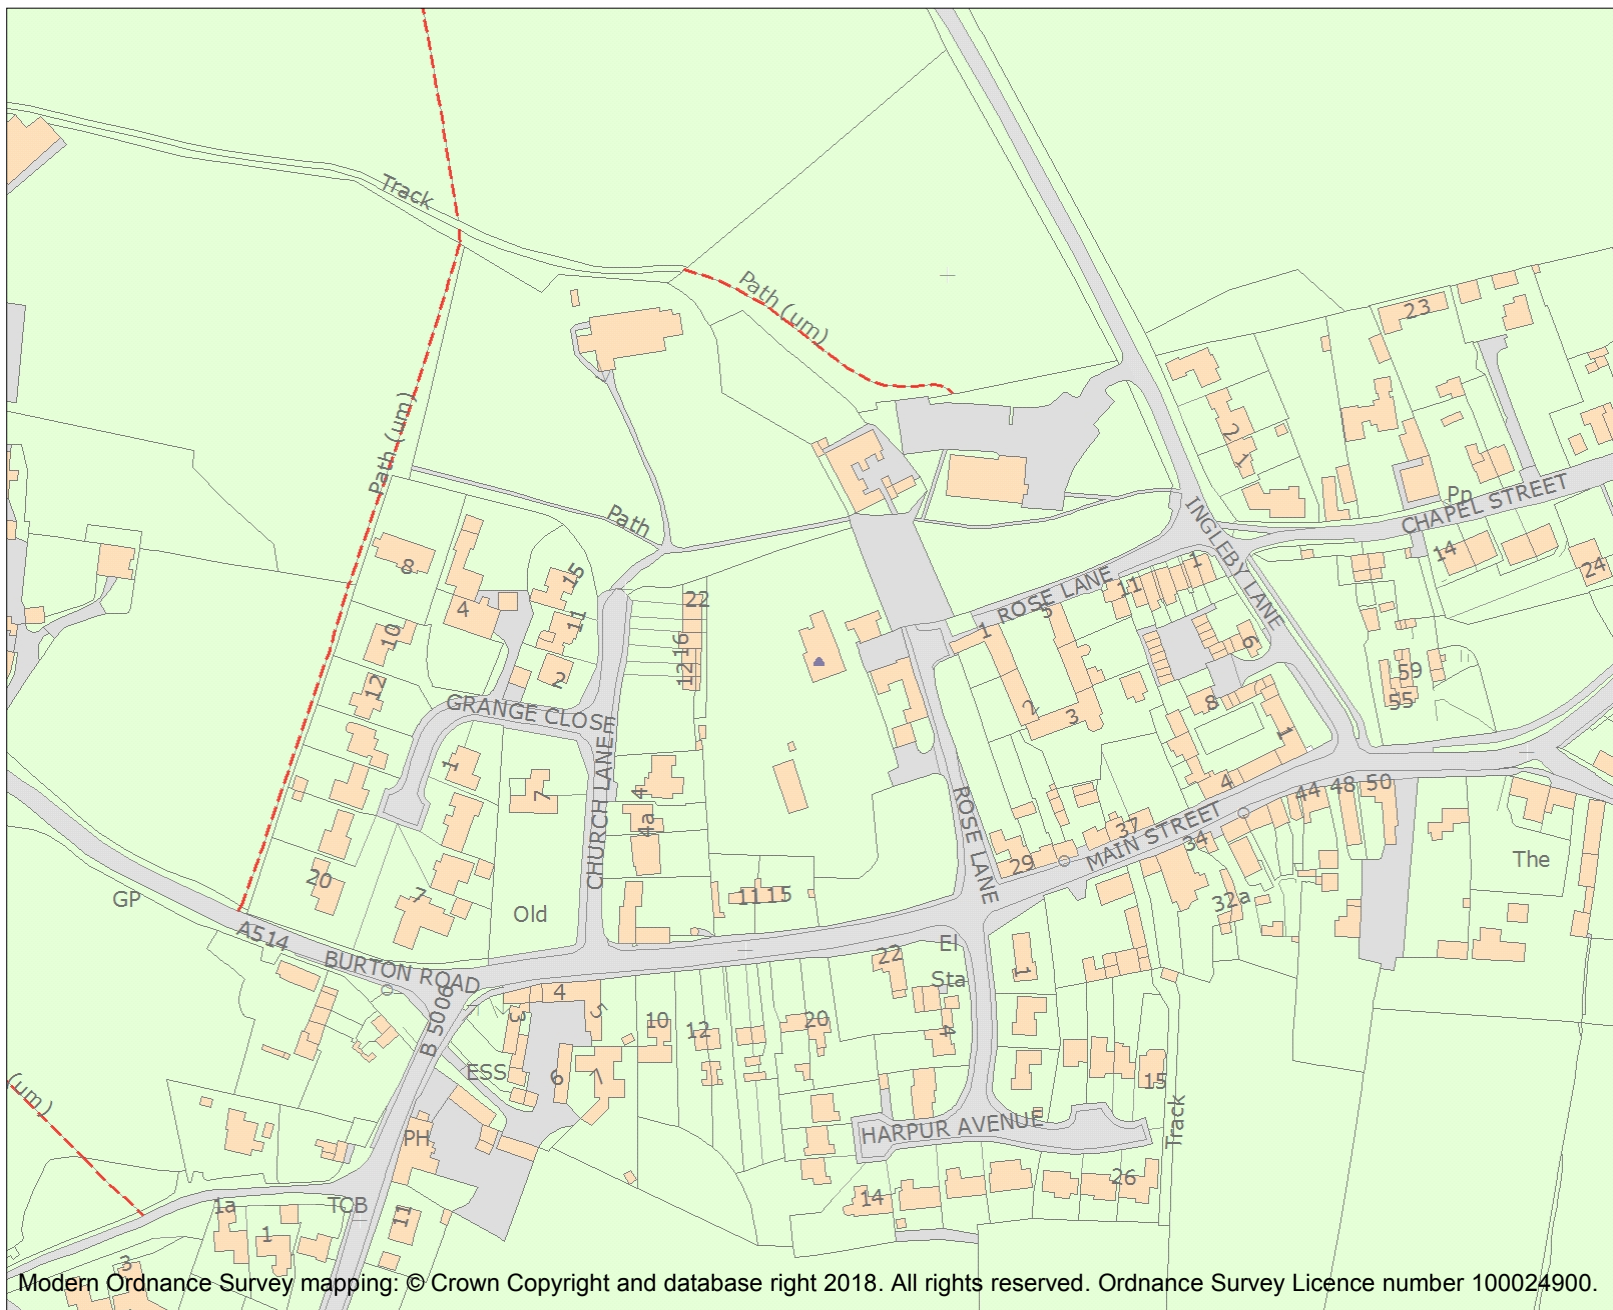 Track
Path (um)
23
Path (um)
2
1
Pp
CHAPEL STREET
Path
INGLEBY LANE
14
24
8
15
4
11
22
ROSE LANE
11
1
5
1
10
16
12
6
2
12
59
55
GRANGE CLOSE
2
3
8
1
1
7
CHURCH LANE
4
4a
ROSE LANE
4
44 48 50
37
MAIN STREET
34
29
The
20
7
11 15
32a
GP
Old
A514
BURTON ROAD
El
Sta
22
1
B 5006
4
3
5
10
12
20
4
ESS
6
7
15
(um)
PH
HARPUR AVENUE
Track
26
14
1a
TCB
11
1
3
Modern Ordnance Survey mapping: © Crown Copyright and database right 2018. All rights reserved. Ordnance Survey Licence number 100024900.